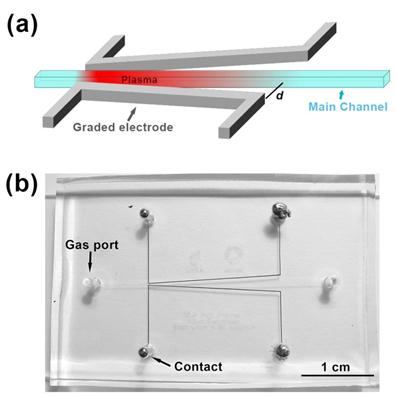 (a)
Plasma
d
Graded electrode
Main Channel
(b)
Gas port
Contact
1 cm